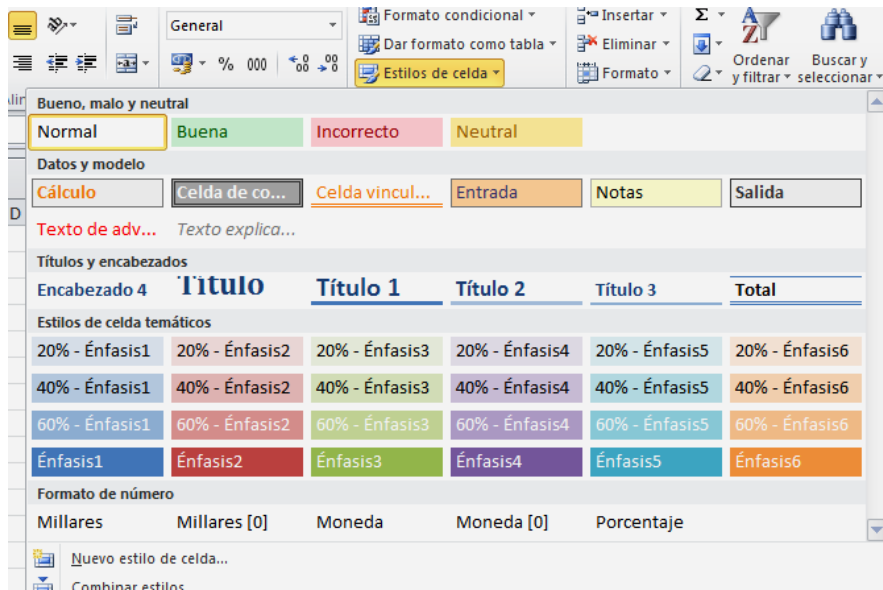 General
Formato condicional
Insertar
Σ
Dar formato como tabla
Eliminar
% 000
Estilos de celda
Formato
Ordenar y filtrar
Buscar y seleccionar
Bueno, malo y neutral
Normal Buena Incorrecto Neutral
Datos y modelo
Cálculo Celda de co... Celda vincul... Entrada Notas Salida
D
Texto de adv... Texto explica...
Títulos y encabezados
Encabezado 4 Título Título 1 Título 2 Título 3 Total
Estilos de celda temáticos
20% - Énfasis1 20% - Énfasis2 20% - Énfasis3 20% - Énfasis4 20% - Énfasis5 20% - Énfasis6
40% - Énfasis1 40% - Énfasis2 40% - Énfasis3 40% - Énfasis4 40% - Énfasis5 40% - Énfasis6
60% - Énfasis1 60% - Énfasis2 60% - Énfasis3 60% - Énfasis4 60% - Énfasis5 60% - Énfasis6
Énfasis1 Énfasis2 Énfasis3 Énfasis4 Énfasis5 Énfasis6
Formato de número
Millares Millares [0] Moneda Moneda [0] Porcentaje
Nuevo estilo de celda...
Combinar estilos